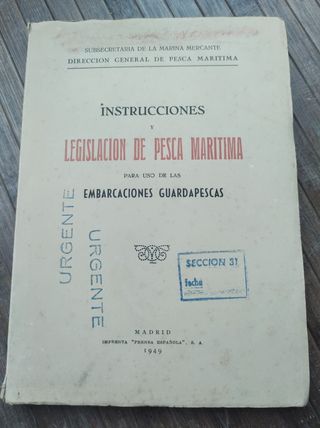 SUBSECRETARIA DE LA MARINA MERCANTE
DIRECCION GENERAL DE PESCA MARITIMA
INSTRUCCIONES
Y
LEGISLACION DE PESCA MARITIMA
PARA USO DE LAS
EMBARCACIONES GUARDAPESCAS
URGENTE
URGENTE
SECCION 31
fecha
MADRID
IMPRENTA "PRENSA ESPAÑOLA", S. A.
1949